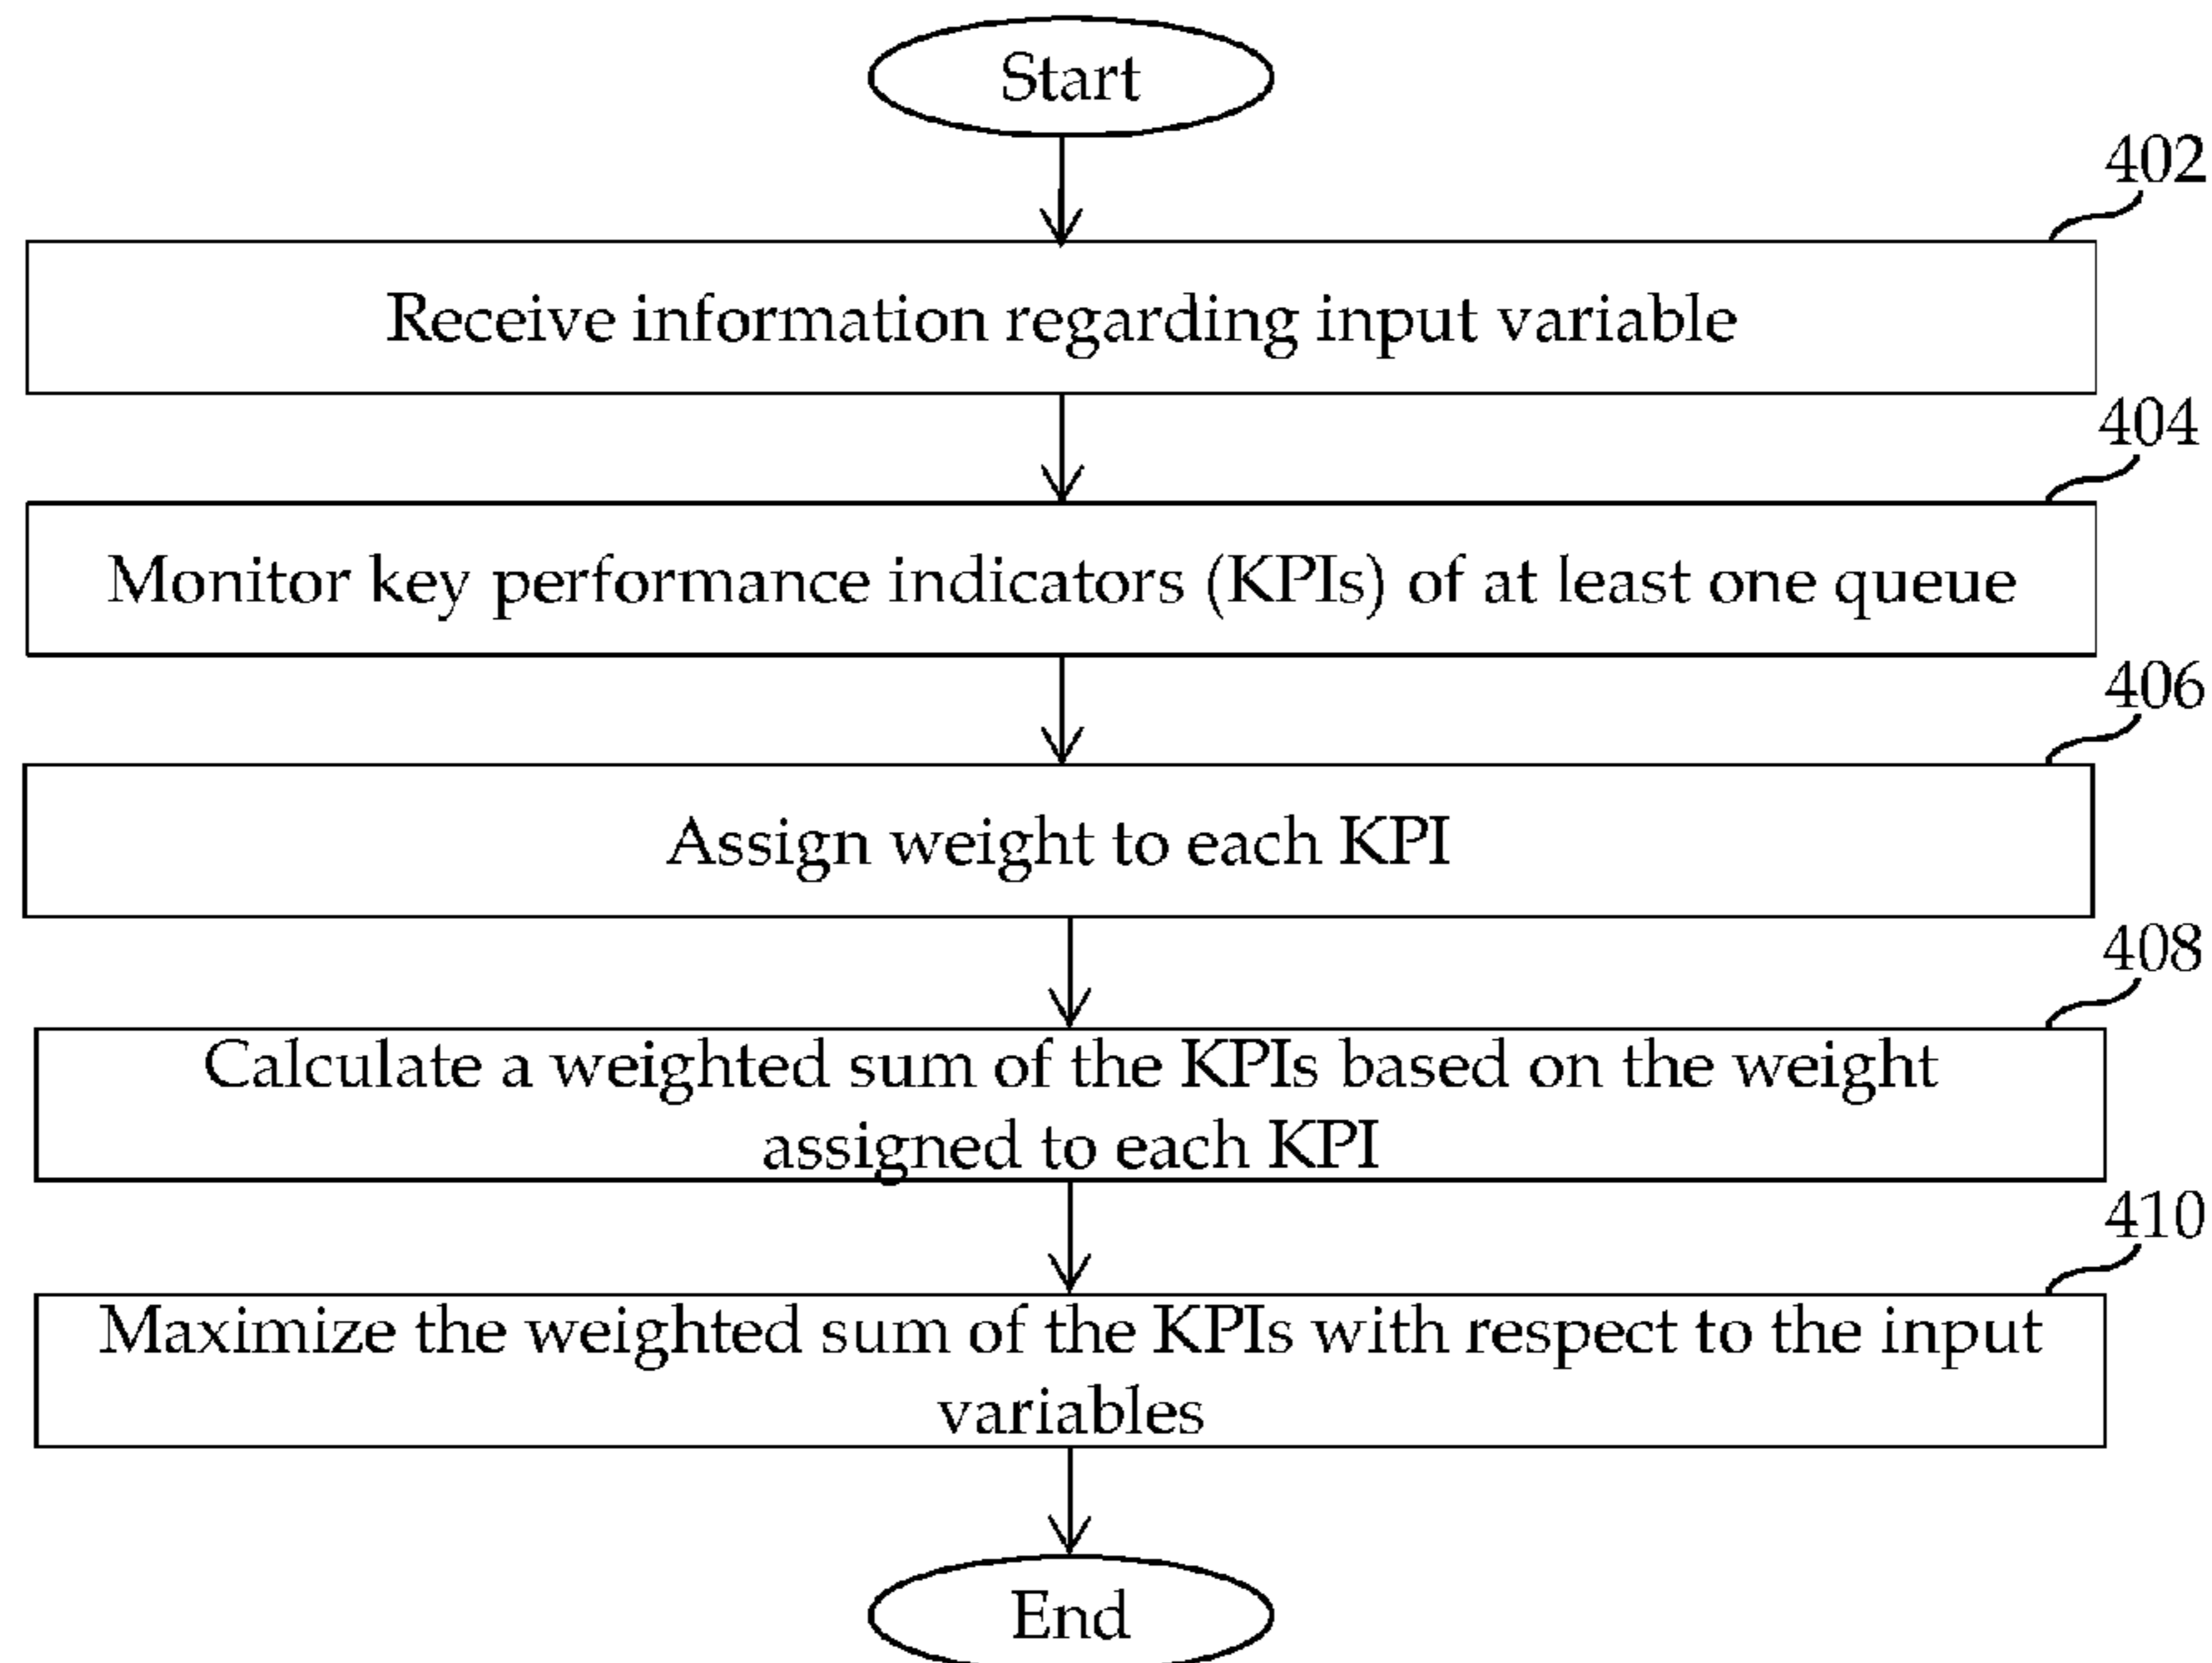 Start
402
Receive information regarding input variable
404
Monitor key performance indicators (KPIs) of at least one queue
406
Assign weight to each KPI
408
Calculate a weighted sum of the KPIs based on the weight
assigned to each KPI
410
Maximize the weighted sum of the KPIs with respect to the input
variables
End